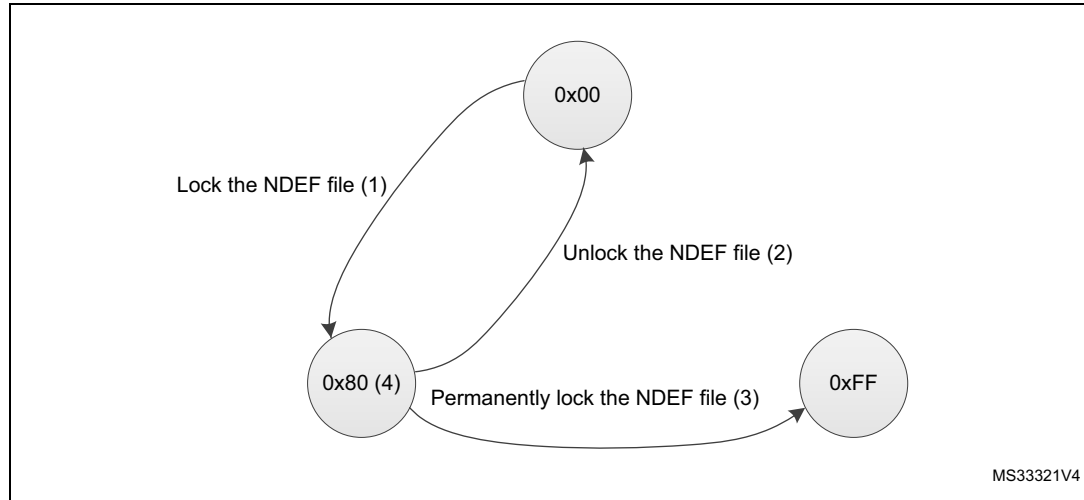 0x00
Lock the NDEF file (1)
Unlock the NDEF file (2)
0x80 (4)
Permanently lock the NDEF file (3)
0xFF
MS33321V4